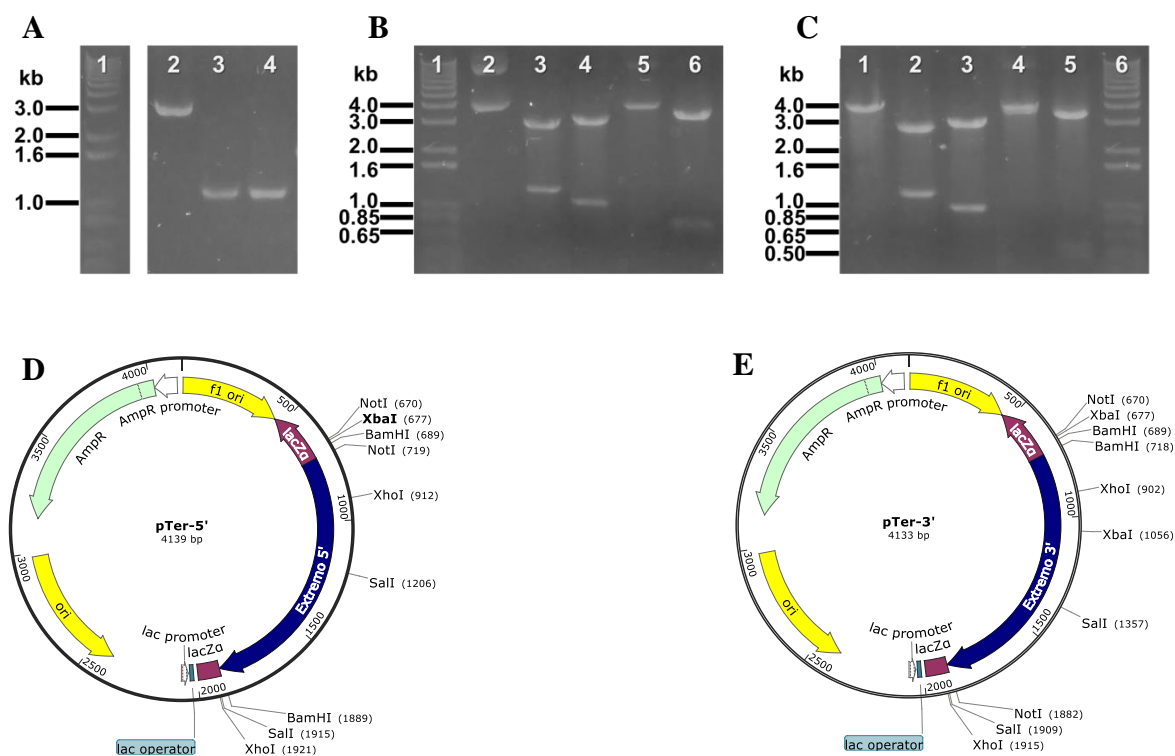 A
B
C
1
2 3 4
1 2 3 4 5 6
1 2 3 4 5 6
kb
3.0
2.0
1.6
1.0
kb
4.0
3.0
2.0
1.6
1.0
0.85
0.65
kb
4.0
3.0
2.0
1.6
1.0
0.85
0.65
0.50
D
4000
500
1000
1500
2000
2500
3000
3500
f1 ori
lacZα
Extremo 5'
lacZα
lac promoter
lac operator
ori
AmpR
AmpR promoter
pTer-5'
4139 bp
NotI (670)
XbaI (677)
BamHI (689)
NotI (719)
XhoI (912)
SalI (1206)
BamHI (1889)
SalI (1915)
XhoI (1921)
E
4000
500
1000
1500
2000
2500
3000
3500
f1 ori
lacZα
Extremo 3'
lacZα
lac promoter
lac operator
ori
AmpR
AmpR promoter
pTer-3'
4133 bp
NotI (670)
XbaI (677)
BamHI (689)
BamHI (718)
XhoI (902)
XbaI (1056)
SalI (1357)
NotI (1882)
SalI (1909)
XhoI (1915)